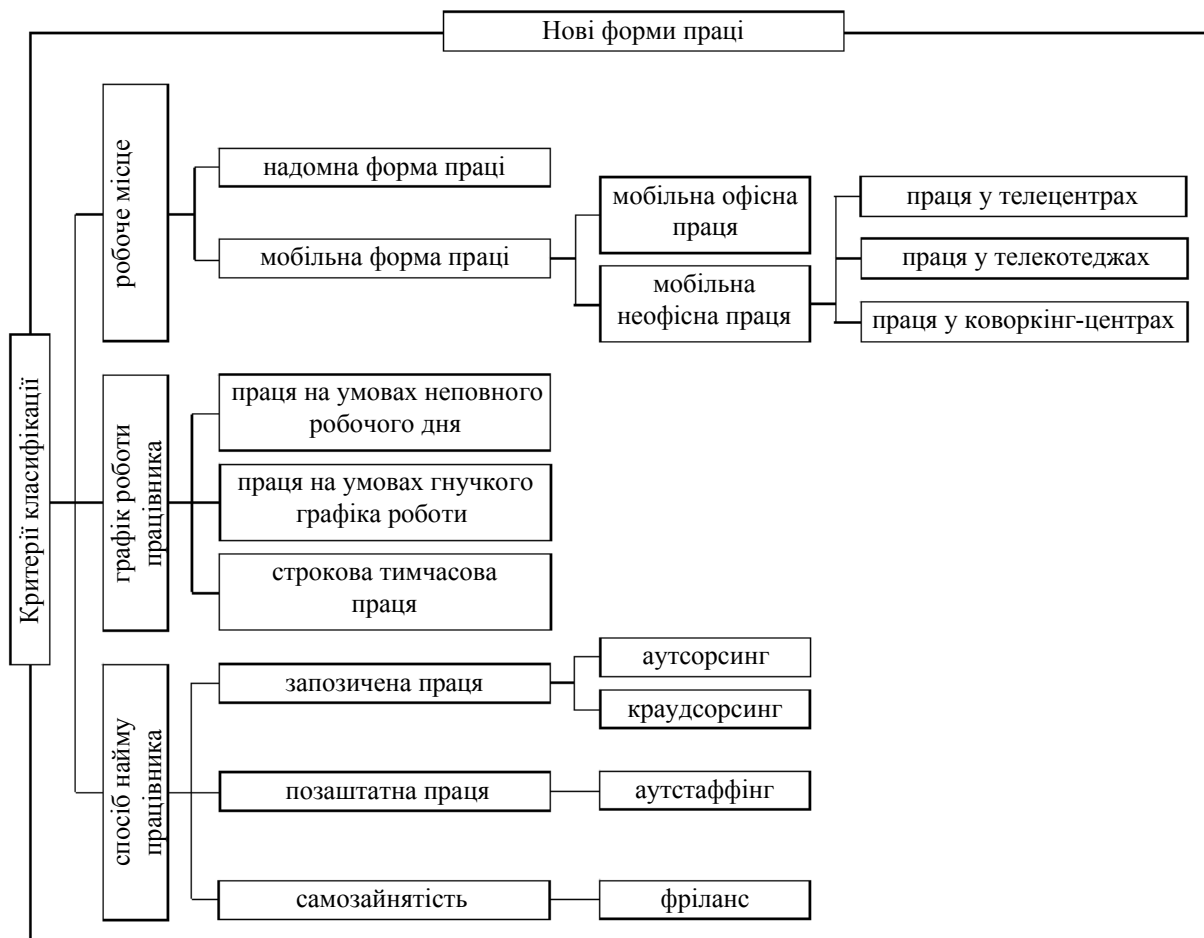 Нові форми праці
Критерії класифікації
робоче місце
надомна форма праці
мобільна форма праці
мобільна офісна
праця
мобільна
неофісна праця
праця у телецентрах
праця у телекотеджах
праця у коворкінг-центрах
графік роботи
працівника
праця на умовах неповного
робочого дня
праця на умовах гнучкого
графіка роботи
строкова тимчасова
праця
спосіб найму
працівника
запозичена праця
аутсорсинг
краудсорсинг
позаштатна праця
аутстаффінг
самозайнятість
фріланс